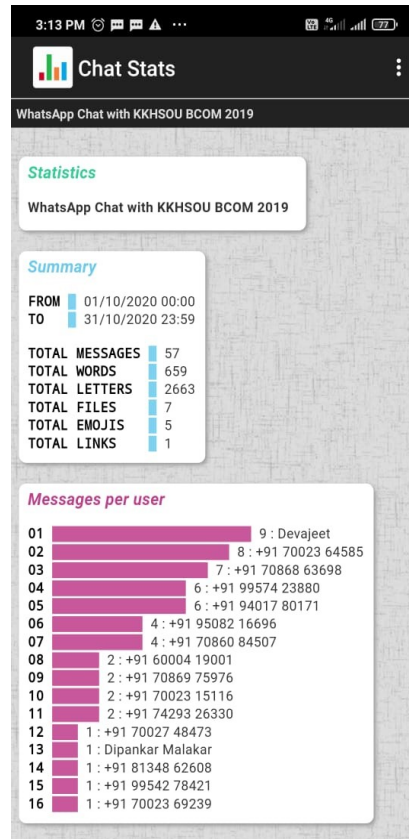 3:13 PM
4G
77
Chat Stats
WhatsApp Chat with KKHSOU BCOM 2019
Statistics
WhatsApp Chat with KKHSOU BCOM 2019
Summary
FROM 01/10/2020 00:00
TO 31/10/2020 23:59
TOTAL MESSAGES 57
TOTAL WORDS 659
TOTAL LETTERS 2663
TOTAL FILES 7
TOTAL EMOJIS 5
TOTAL LINKS 1
Messages per user
01 9 : Devajeet
02 8 : +91 70023 64585
03 7 : +91 70868 63698
04 6 : +91 99574 23880
05 6 : +91 94017 80171
06 4 : +91 95082 16696
07 4 : +91 70860 84507
08 2 : +91 60004 19001
09 2 : +91 70869 75976
10 2 : +91 70023 15116
11 2 : +91 74293 26330
12 1 : +91 70027 48473
13 1 : Dipankar Malakar
14 1 : +91 81348 62608
15 1 : +91 99542 78421
16 1 : +91 70023 69239